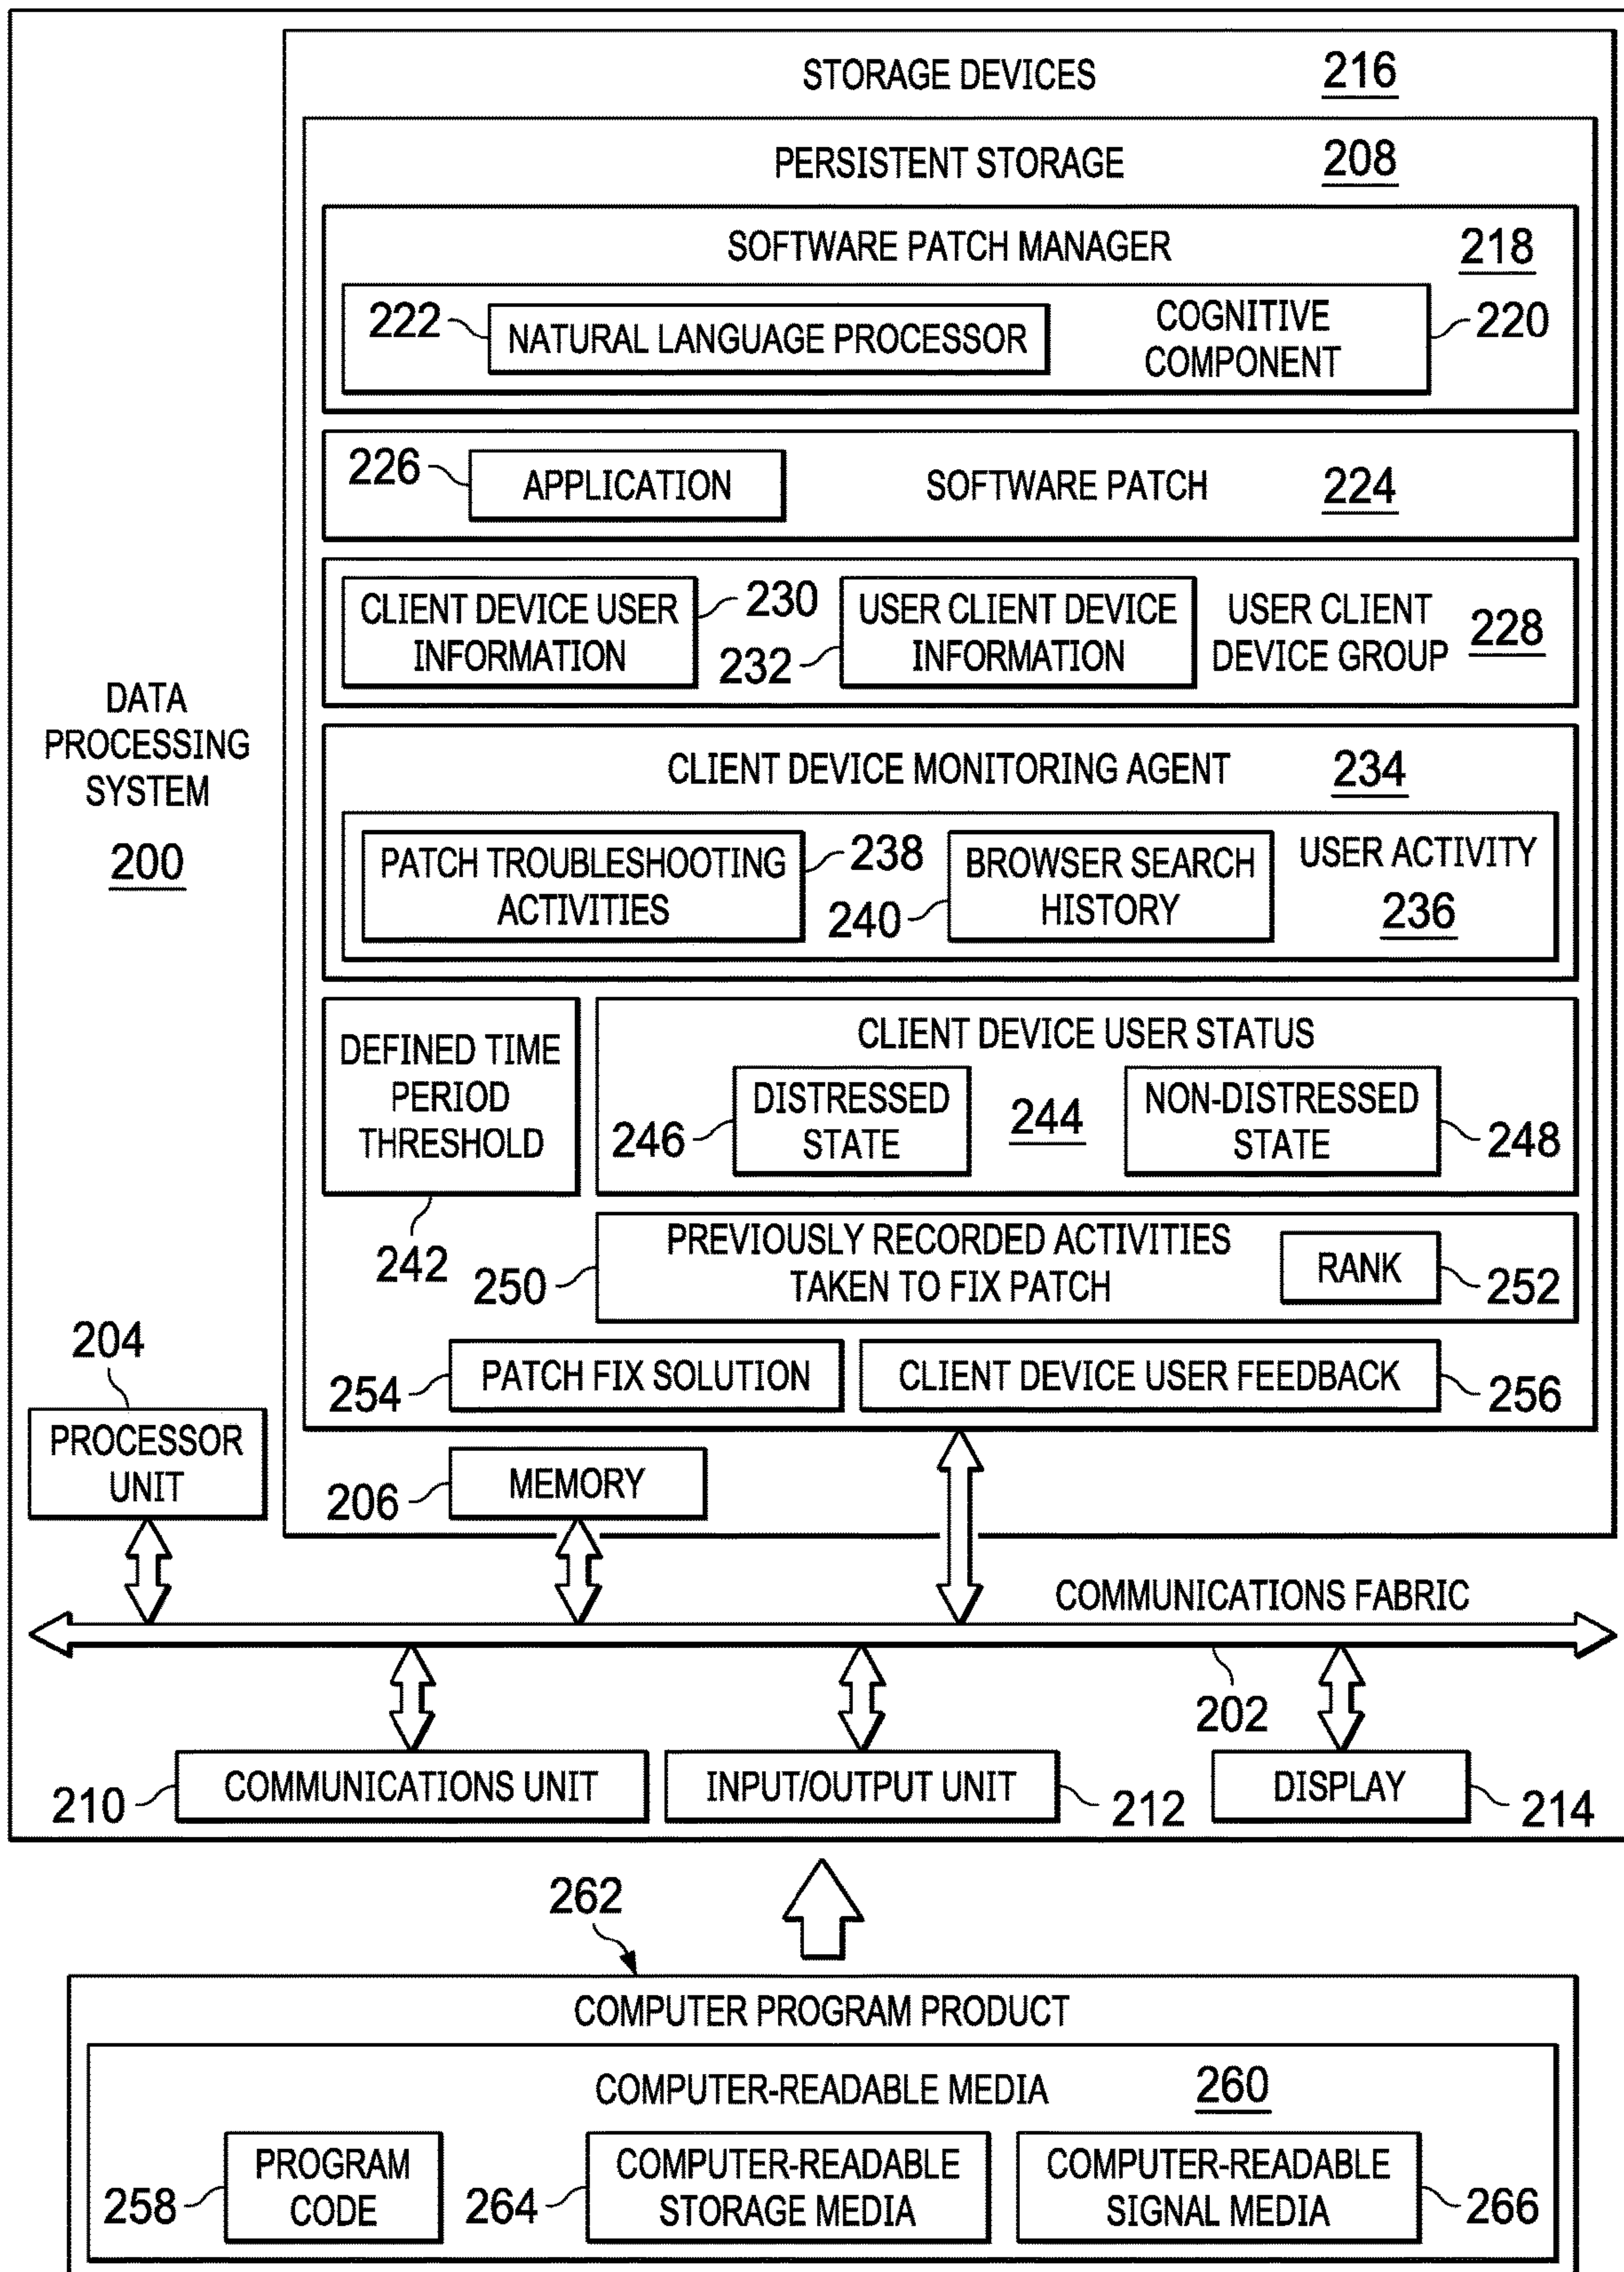 STORAGE DEVICES 216
PERSISTENT STORAGE 208
SOFTWARE PATCH MANAGER 218
222 NATURAL LANGUAGE PROCESSOR
COGNITIVE
COMPONENT
220
226 APPLICATION
SOFTWARE PATCH 224
CLIENT DEVICE USER
INFORMATION
230
232
USER CLIENT DEVICE
INFORMATION
USER CLIENT
DEVICE GROUP
228
DATA
PROCESSING
SYSTEM
200
CLIENT DEVICE MONITORING AGENT 234
PATCH TROUBLESHOOTING
ACTIVITIES
238
240
BROWSER SEARCH
HISTORY
USER ACTIVITY
236
DEFINED TIME
PERIOD
THRESHOLD
242
CLIENT DEVICE USER STATUS
246
DISTRESSED
STATE
244
NON-DISTRESSED
STATE
248
PREVIOUSLY RECORDED ACTIVITIES
TAKEN TO FIX PATCH
250
RANK
252
254
PATCH FIX SOLUTION
CLIENT DEVICE USER FEEDBACK
256
204
PROCESSOR
UNIT
206
MEMORY
COMMUNICATIONS FABRIC
202
210
COMMUNICATIONS UNIT
INPUT/OUTPUT UNIT
212
DISPLAY
214
262
COMPUTER PROGRAM PRODUCT
COMPUTER-READABLE MEDIA 260
258
PROGRAM
CODE
264
COMPUTER-READABLE
STORAGE MEDIA
COMPUTER-READABLE
SIGNAL MEDIA
266